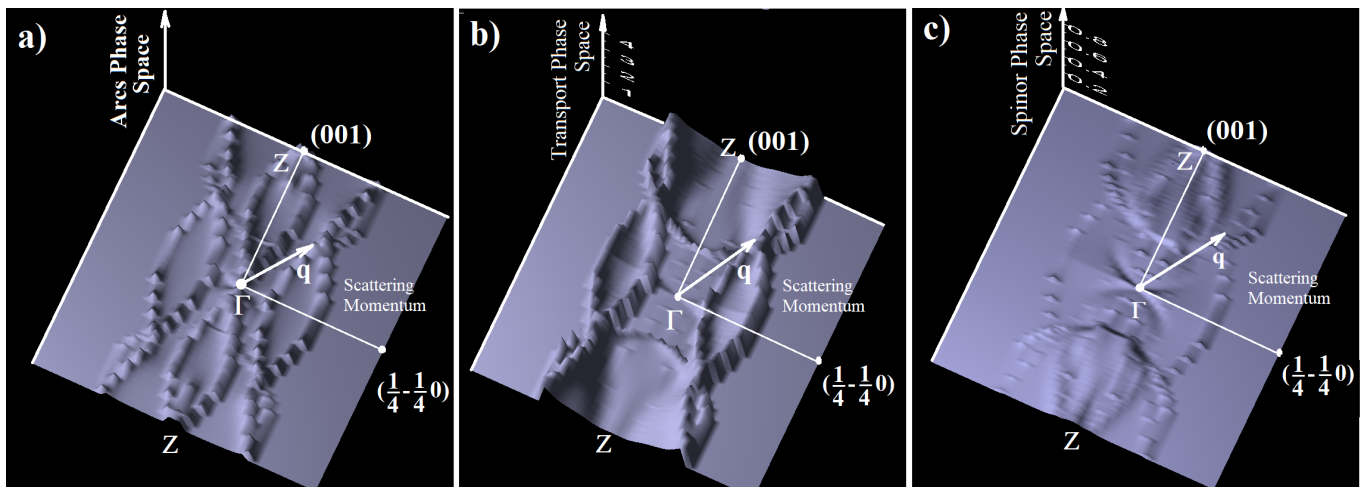 a)
Arcs Phase
Space
(001)
Z
q
Γ
Scattering
Momentum
(1/4-1/4 0)
Z
b)
Transport Phase
Space
(001)
Z
q
Γ
Scattering
Momentum
(1/4-1/4 0)
Z
c)
Spinor Phase
Space
(001)
Z
q
Γ
Scattering
Momentum
(1/4-1/4 0)
Z